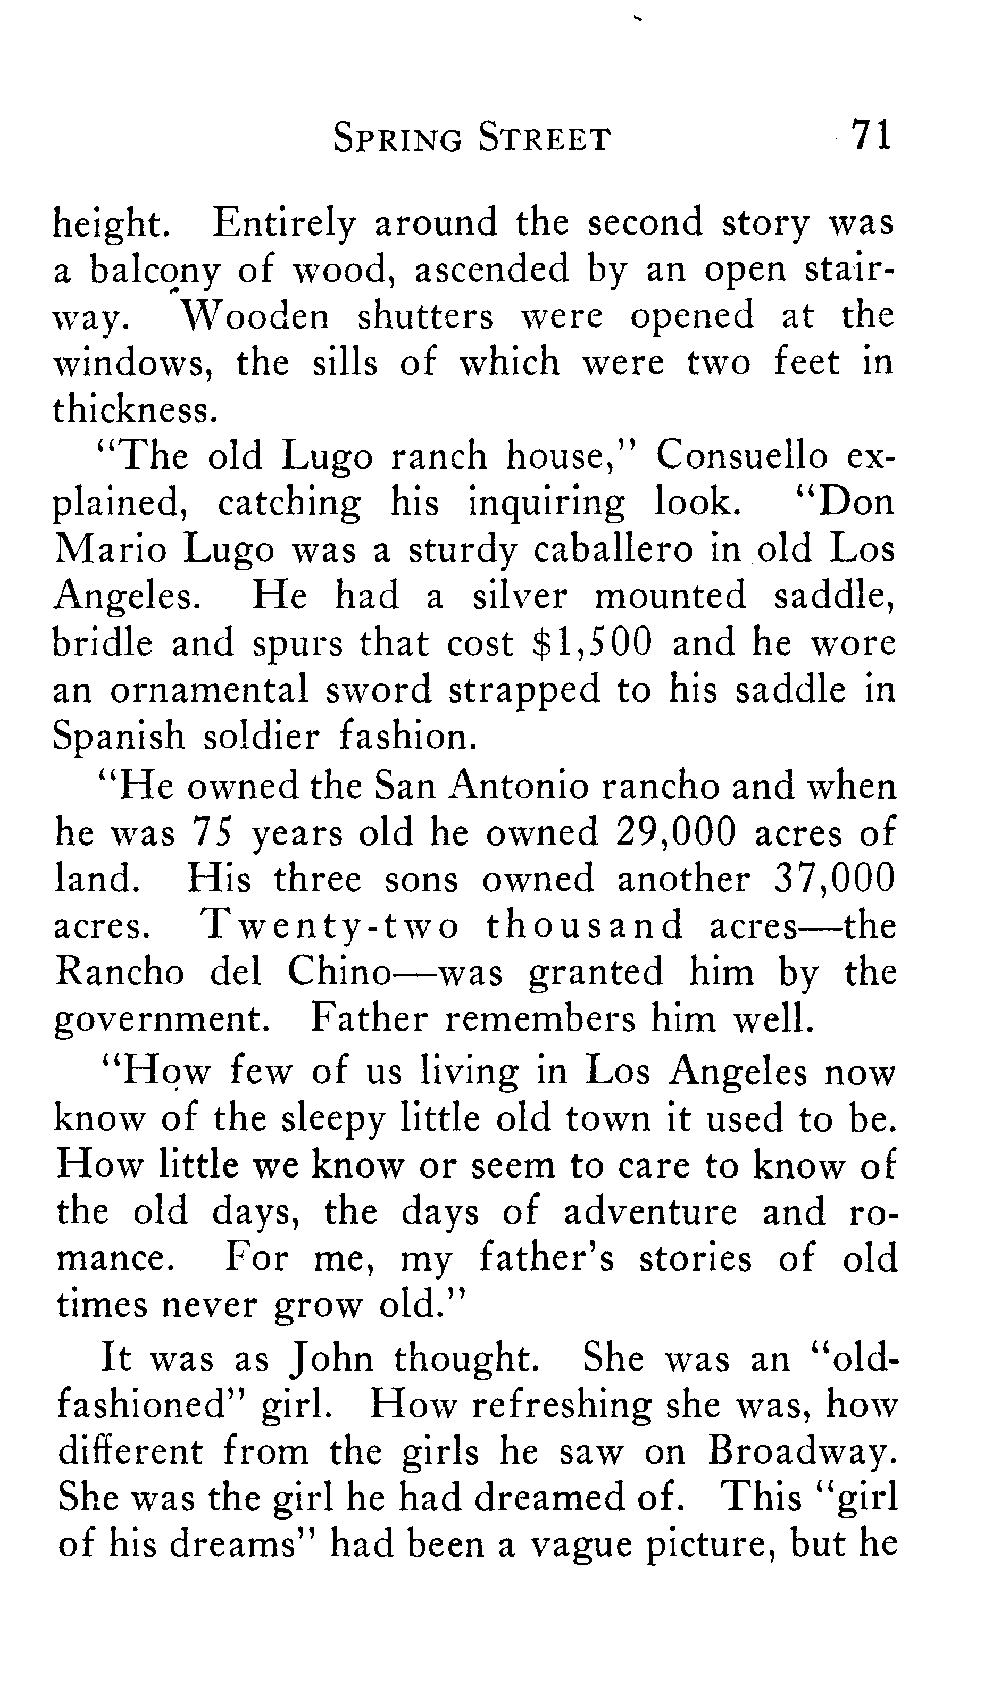 SPRING STREET 71
height. Entirely around the second story was
a balcony of wood, ascended by an open stair-
way. Wooden shutters were opened at the
windows, the sills of which were two feet in
thickness.
"The old Lugo ranch house," Consuello ex-
plained, catching his inquiring look. "Don
Mario Lugo was a sturdy caballero in old Los
Angeles. He had a silver mounted saddle,
bridle and spurs that cost $1,500 and he wore
an ornamental sword strapped to his saddle in
Spanish soldier fashion.
"He owned the San Antonio rancho and when
he was 75 years old he owned 29,000 acres of
land. His three sons owned another 37,000
acres. Twenty-two thousand acres—the
Rancho del Chino—was granted him by the
government. Father remembers him well.
"How few of us living in Los Angeles now
know of the sleepy little old town it used to be.
How little we know or seem to care to know of
the old days, the days of adventure and ro-
mance. For me, my father's stories of old
times never grow old."
It was as John thought. She was an "old-
fashioned" girl. How refreshing she was, how
different from the girls he saw on Broadway.
She was the girl he had dreamed of. This "girl
of his dreams" had been a vague picture, but he